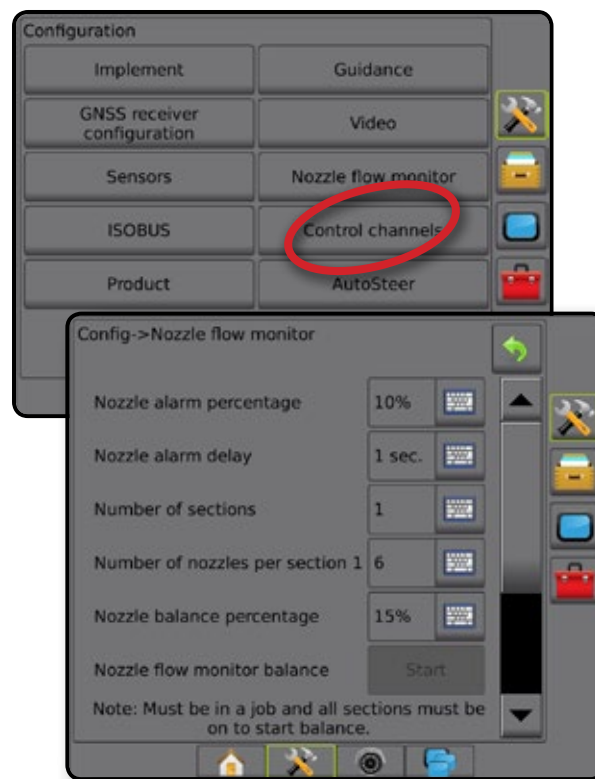 Configuration
Implement
Guidance
GNSS receiver
configuration
Video
Sensors
Nozzle flow monitor
ISOBUS
Control channels
Product
AutoSteer
Config->Nozzle flow monitor
Nozzle alarm percentage
10%
Nozzle alarm delay
1 sec.
Number of sections
1
Number of nozzles per section 1
6
Nozzle balance percentage
15%
Nozzle flow monitor balance
Start
Note: Must be in a job and all sections must be
on to start balance.